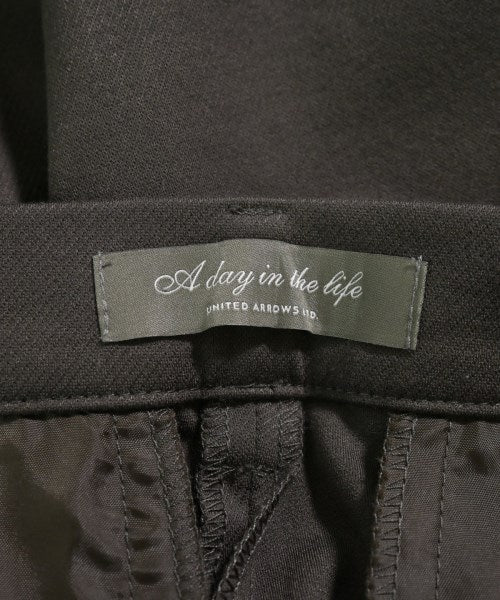 A day in the life
UNITED ARROWS LTD.